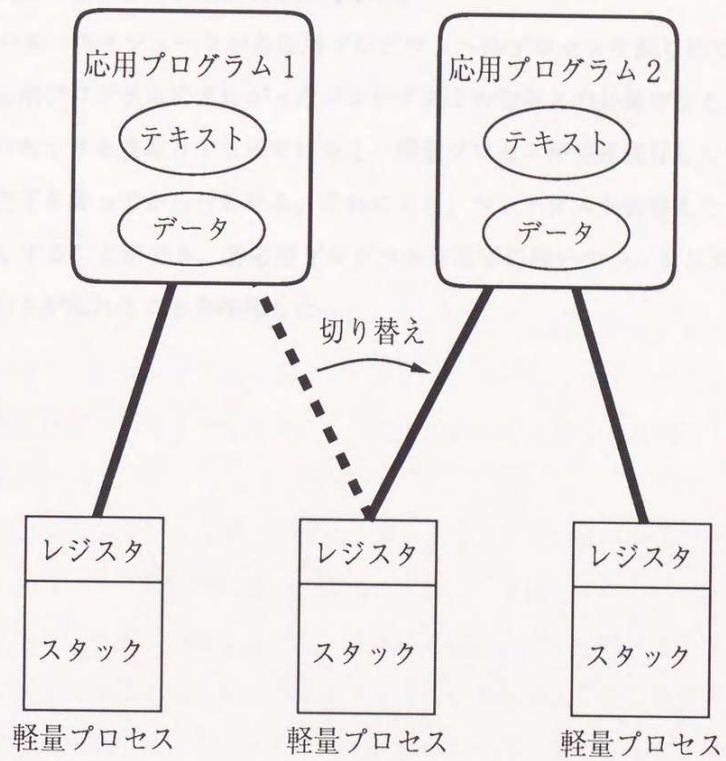 応用プログラム1
テキスト
データ
応用プログラム2
テキスト
データ
切り替え
レジスタ
スタック
軽量プロセス
レジスタ
スタック
軽量プロセス
レジスタ
スタック
軽量プロセス